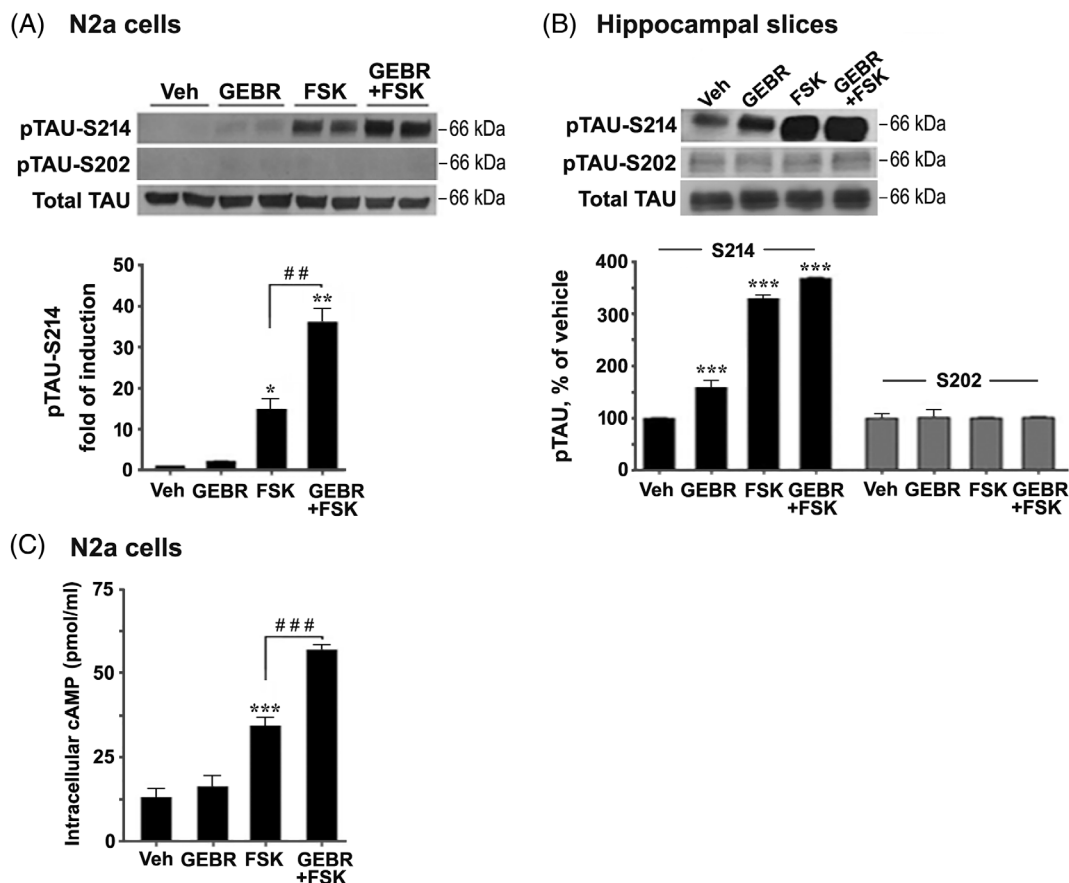 (A) N2a cells
Veh GEBR FSK GEBR
+FSK
pTAU-S214 66 kDa
pTAU-S202
Total TAU 66 kDa
50
40
30
20
10
0
pTAU-S214
fold of induction
*
##
**
Veh GEBR FSK GEBR
+FSK
(B) Hippocampal slices
Veh GEBR FSK GEBR
+FSK
pTAU-S214 66 kDa
pTAU-S202 66 kDa
Total TAU 66 kDa
400
300
200
100
0
pTAU, % of vehicle
S214
***
***
***
S202
Veh GEBR FSK GEBR
+FSK
Veh GEBR FSK GEBR
+FSK
(C) N2a cells
75
50
25
0
Intracellular cAMP (pmol/ml)
***
###
Veh GEBR FSK GEBR
+FSK